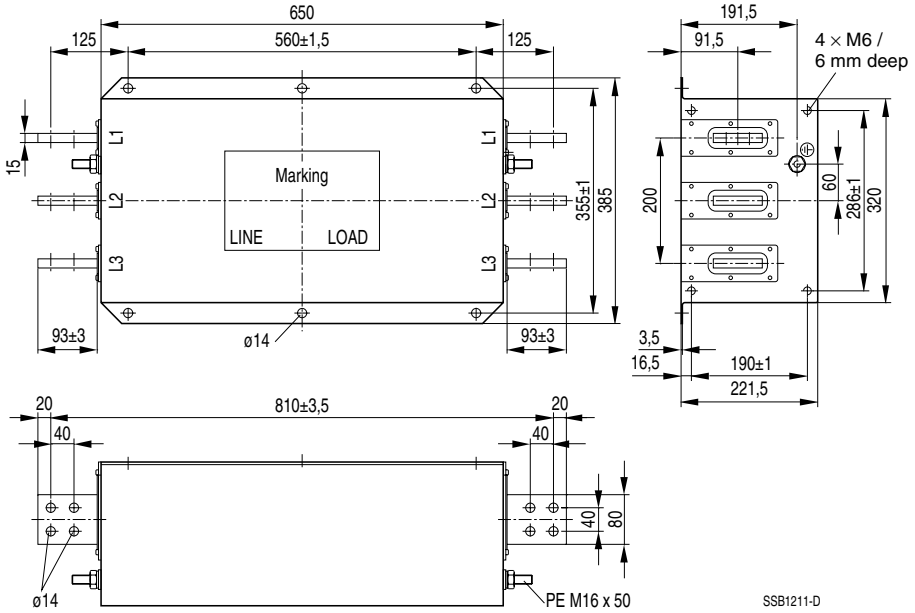 650
125
560±1,5
125
191,5
91,5
4 × M6 /
6 mm deep
L1
L1
15
L2
L2
L3
L3
Marking
LINE
LOAD
355±1
385
200
60
286±1
320
93±3
ø14
93±3
3,5
16,5
190±1
221,5
20
810±3,5
20
40
40
40
80
ø14
PE M16 x 50
SSB1211-D